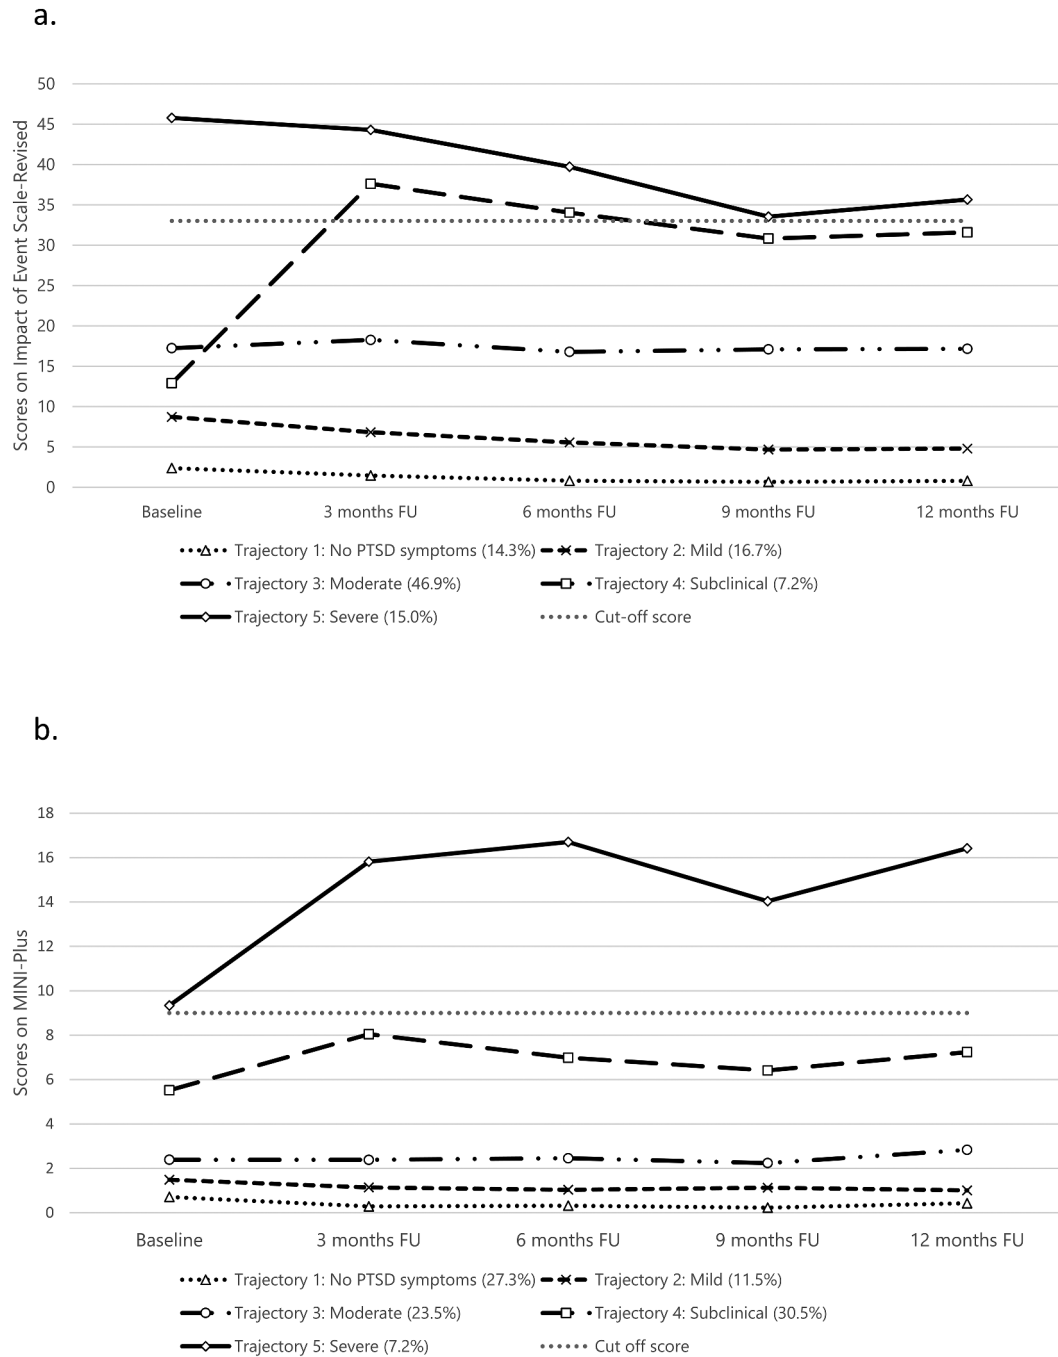 a.
Scores on Impact of Event Scale-Revised
50
45
40
35
30
25
20
15
10
5
0
Baseline 3 months FU 6 months FU 9 months FU 12 months FU
Trajectory 1: No PTSD symptoms (14.3%) Trajectory 2: Mild (16.7%)
Trajectory 3: Moderate (46.9%) Trajectory 4: Subclinical (7.2%)
Trajectory 5: Severe (15.0%) Cut-off score
b.
Scores on MINI-Plus
18
16
14
12
10
8
6
4
2
0
Baseline 3 months FU 6 months FU 9 months FU 12 months FU
Trajectory 1: No PTSD symptoms (27.3%) Trajectory 2: Mild (11.5%)
Trajectory 3: Moderate (23.5%) Trajectory 4: Subclinical (30.5%)
Trajectory 5: Severe (7.2%) Cut off score